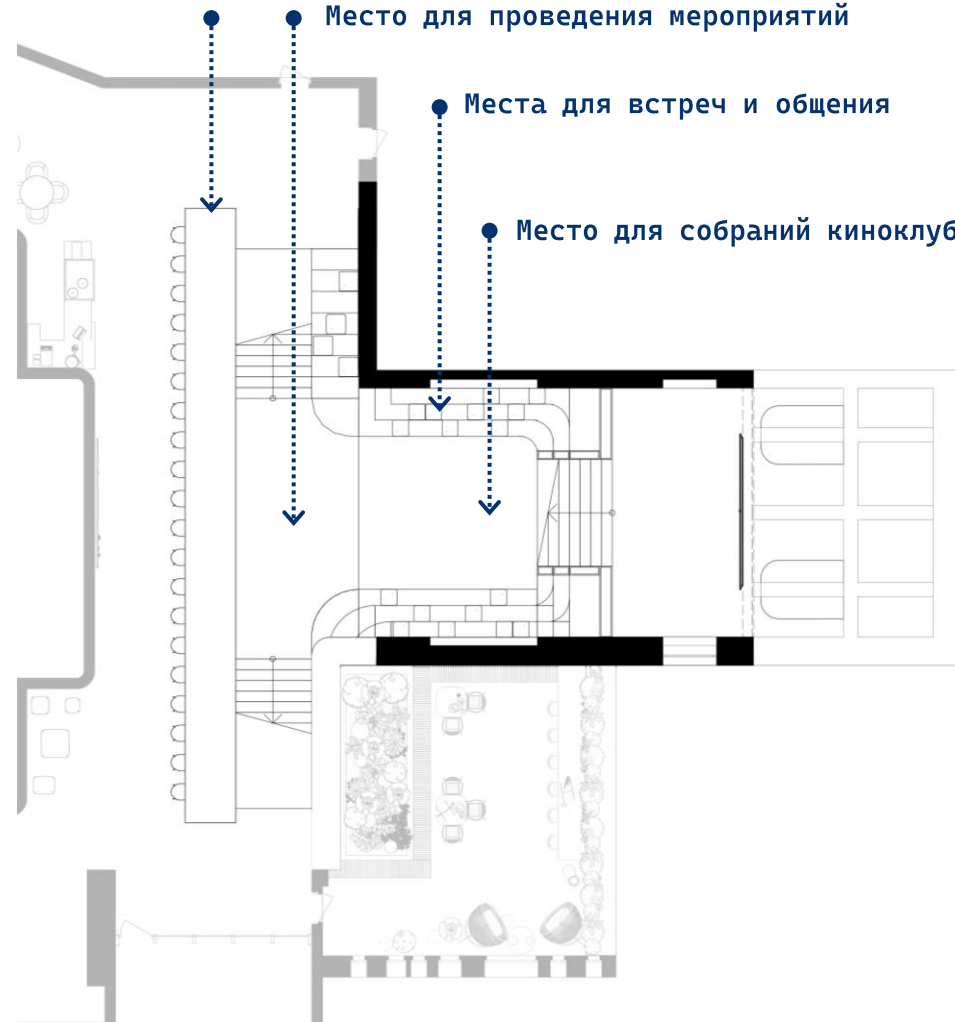 Место для проведения мероприятий
Места для встреч и общения
Место для собраний киноклуб